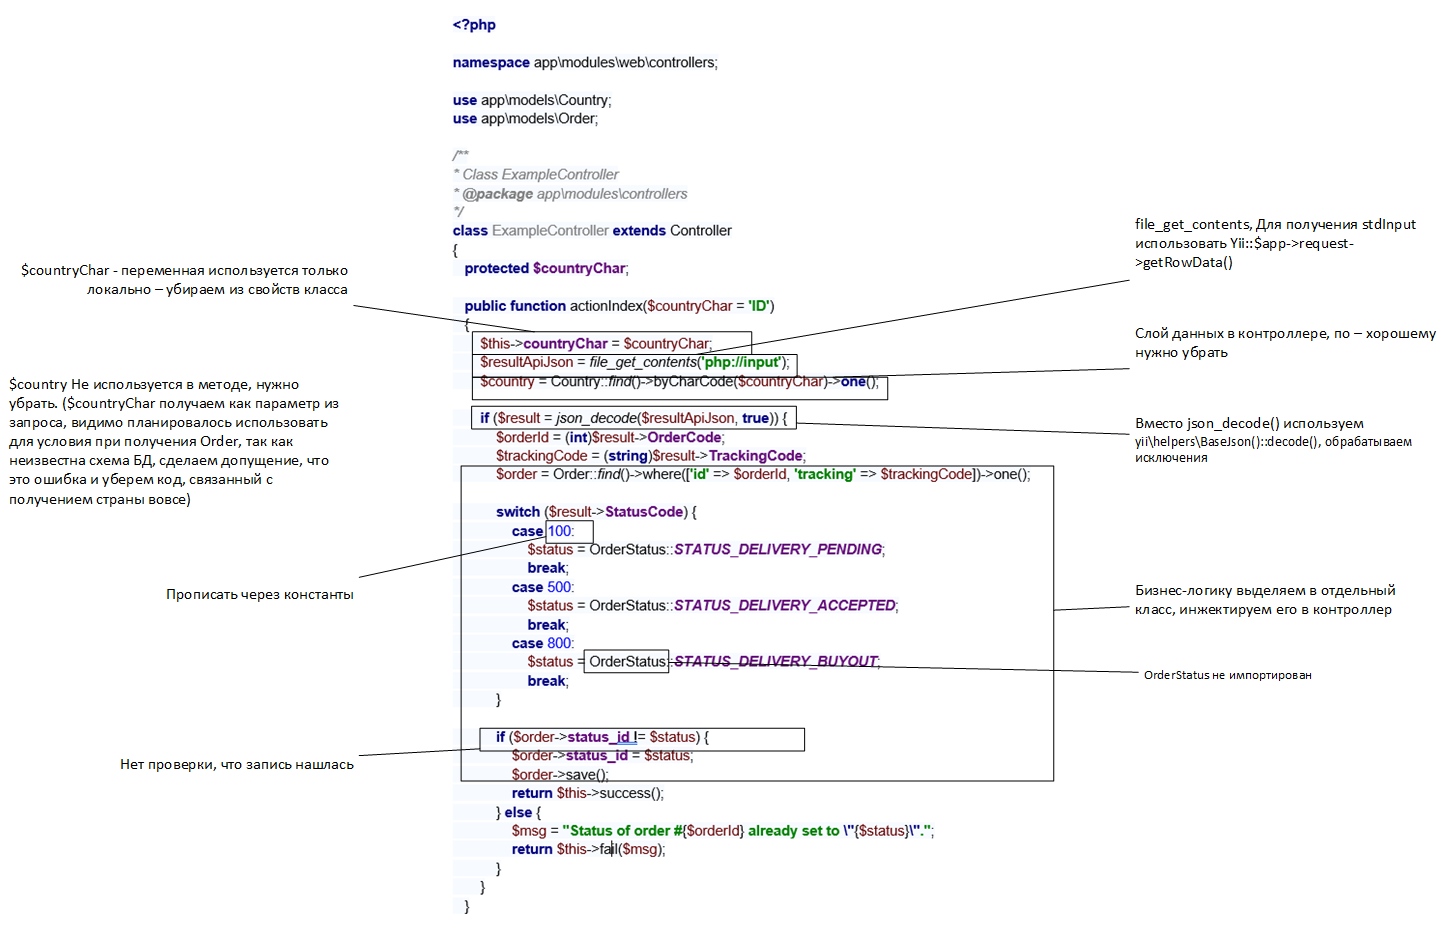 <?php
namespace app\modules\web\controllers;
use app\models\Country;
use app\models\Order;
/**
* Class ExampleController
* @package app\modules\controllers
*/
class ExampleController extends Controller
{
protected $countryChar;
public function actionIndex($countryChar = 'ID')
{
$this->countryChar = $countryChar;
$resultApiJson = file_get_contents('php://input');
$country = Country::find()->byCharCode($countryChar)->one();
if ($result = json_decode($resultApiJson, true)) {
$orderId = (int)$result->OrderCode;
$trackingCode = (string)$result->TrackingCode;
$order = Order::find()->where(['id' => $orderId, 'tracking' => $trackingCode])->one();
switch ($result->StatusCode) {
case 100:
$status = OrderStatus::STATUS_DELIVERY_PENDING;
break;
case 500:
$status = OrderStatus::STATUS_DELIVERY_ACCEPTED;
break;
case 800:
$status = OrderStatus::STATUS_DELIVERY_BUYOUT;
break;
}
if ($order->status_id != $status) {
$order->status_id = $status;
$order->save();
return $this->success();
} else {
$msg = "Status of order #{$orderId} already set to \"{$status}\".";
return $this->fail($msg);
}
}
}
$countryChar - переменная используется только
локально – убираем из свойств класса
$country Не используется в методе, нужно
убрать. ($countryChar получаем как параметр из
запроса, видимо планировалось использовать
для условия при получения Order, так как
неизвестна схема БД, сделаем допущение, что
это ошибка и уберем код, связанный с
получением страны вовсе)
Прописать через константы
Нет проверки, что запись нашлась
file_get_contents, Для получения stdInput
использовать Yii::$app->request-
>getRowData()
Слой данных в контроллере, по – хорошему
нужно убрать
Вместо json_decode() используем
yii\helpers\BaseJson()::decode(), обрабатываем
исключения
Бизнес-логику выделяем в отдельный
класс, инжектируем его в контроллер
OrderStatus не импортирован